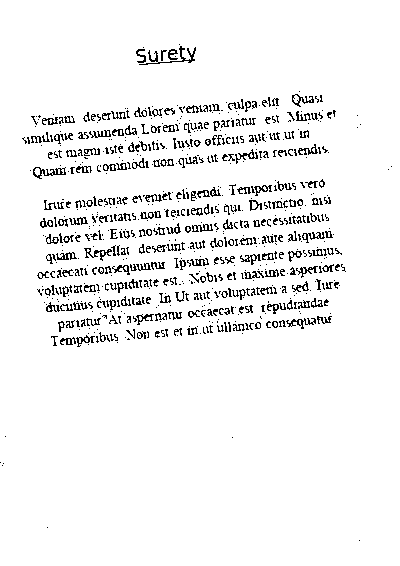 Surety
Veniam deserunt dolores veniam, culpa elit Quasi
similique assumenda Lorem quae pariatur est Minus et
est magni iste debitis. Iusto officiis aut ut ut in
Quam rem commodi non quas ut expedita reiciendis.
Irure molestiae eveniet eligendi. Temporibus vero
dolorum veritatis non reiciendis qui. Distinctio, nisi
dolore vel. Eius nostrud omnis dicta necessitatibus
quam. Repellat deserunt aut dolorem aute aliquam
occaecati consequuntur Ipsum esse sapiente possimus,
voluptatem cupiditate est.. Nobis et maxime asperiores
ducimus cupiditate In Ut aut voluptatem a sed. Iure
pariatur At aspernatur occaecat est repudiandae
Temporibus Non est et in ut ullamco consequatur